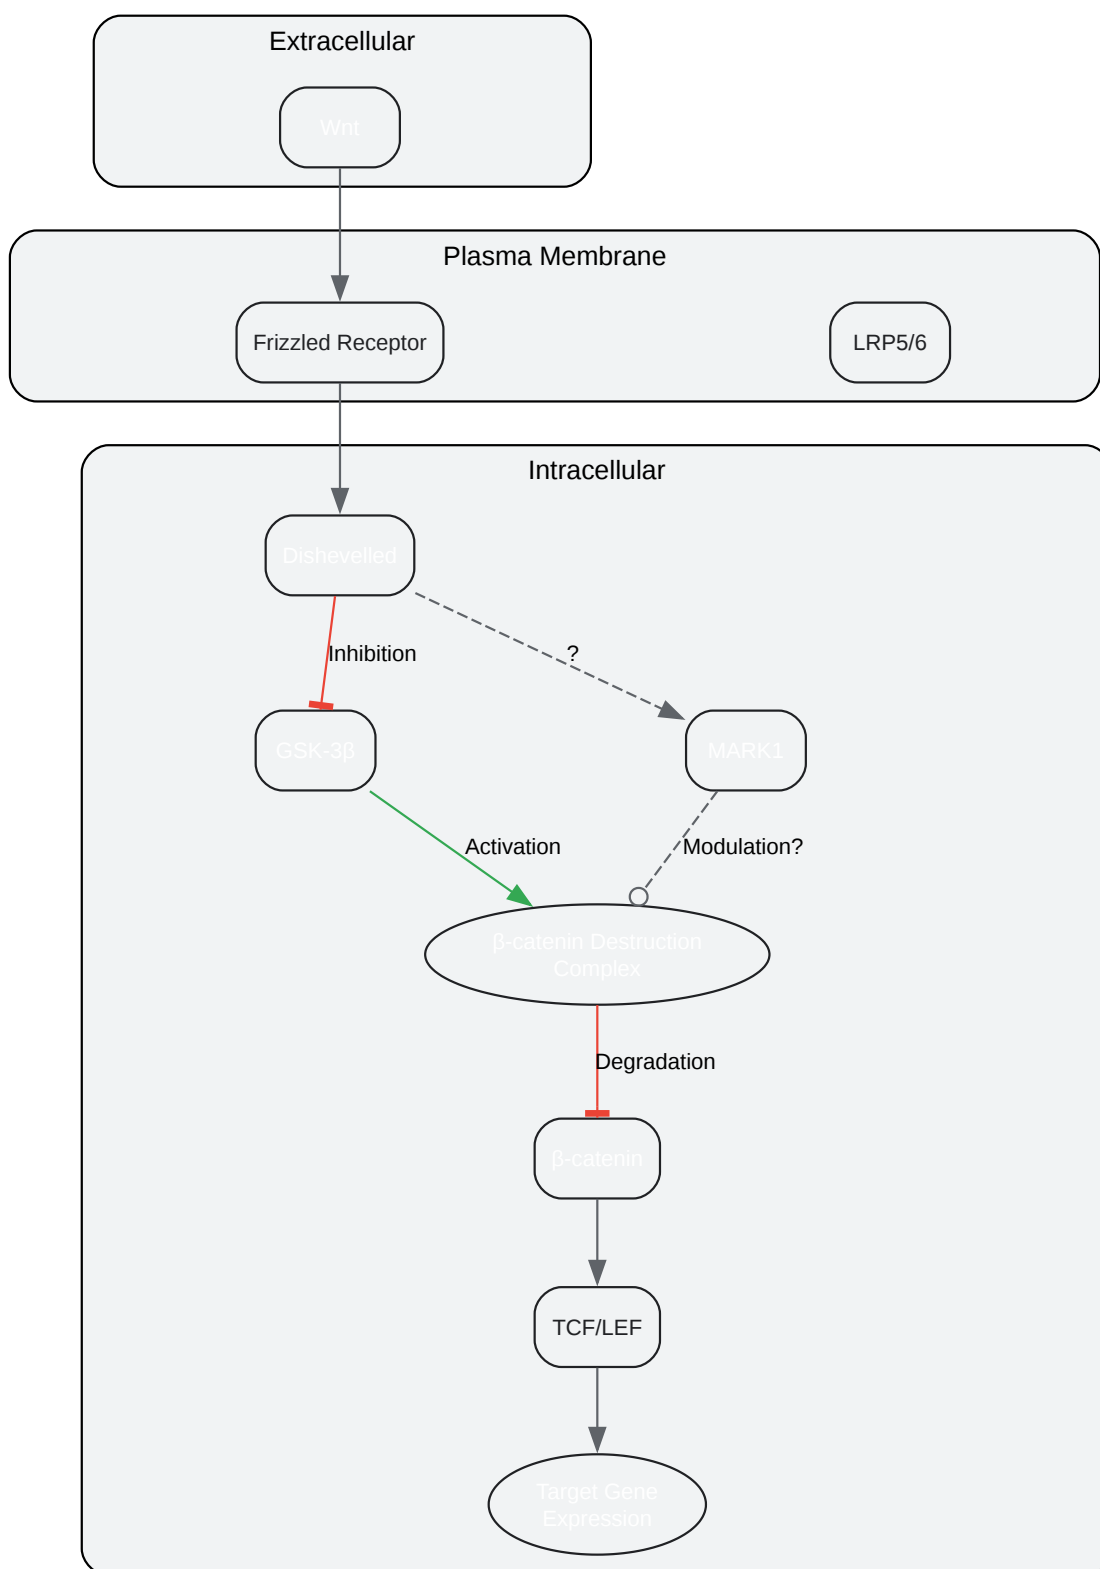 Extracellular
Wnt
Plasma Membrane
Frizzled Receptor
LRP5/6
Intracellular
Dishevelled
Inhibition
?
GSK-3β
MARK1
Activation
Modulation?
β-catenin Destruction
Complex
Degradation
β-catenin
TCF/LEF
Target Gene
Expression